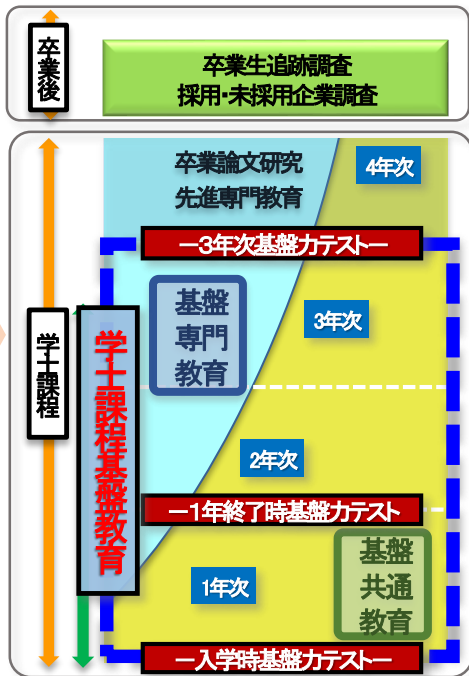 卒業後
卒業生追跡調査
採用・未採用企業調査
学士課程
卒業論文研究
先進専門教育
4年次
ー3年次基盤力テストー
基盤
専門
教育
3年次
学士課程基盤教育
2年次
ー1年終了時基盤力テスト
1年次
基盤
共通
教育
ー入学時基盤力テストー